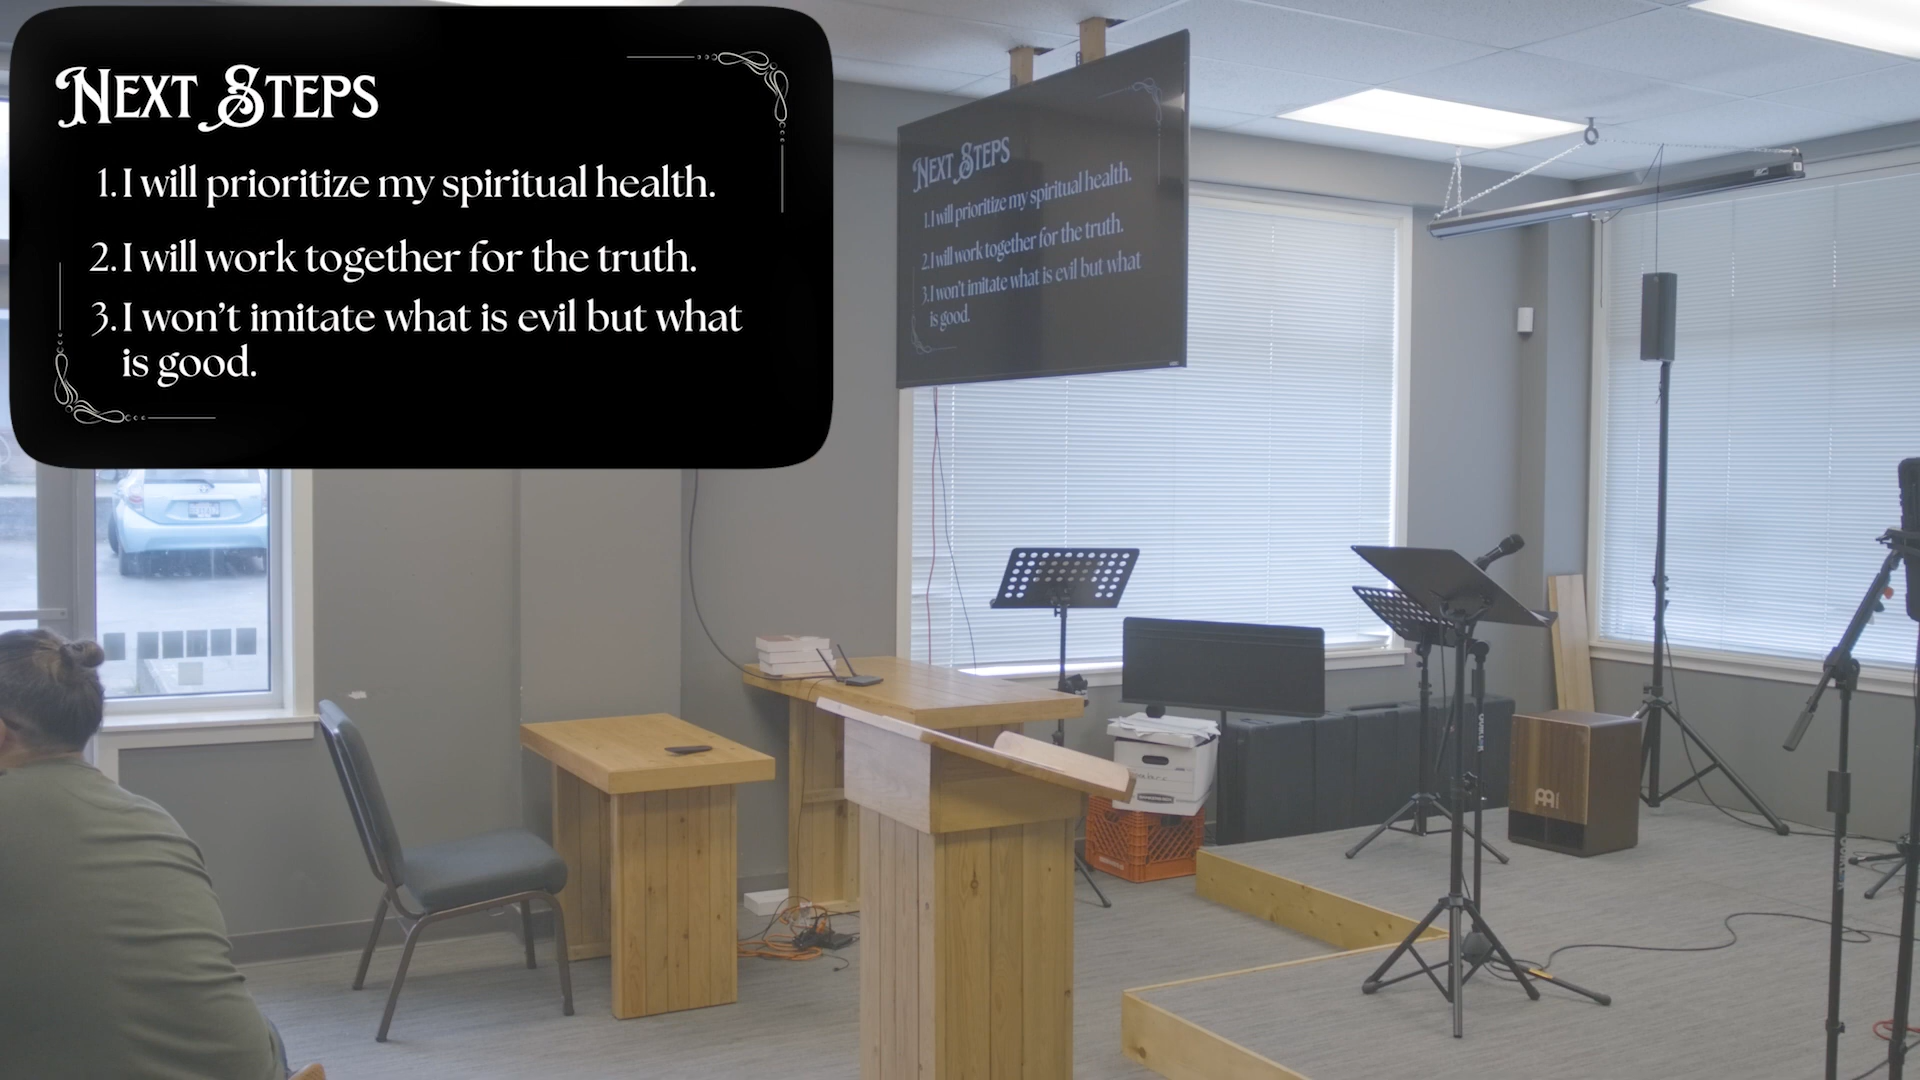 Next Steps
1. I will prioritize my spiritual health.
2. I will work together for the truth.
3. I won't imitate what is evil but what
is good.
Next Steps
1. I will prioritize my spiritual health.
2. I will work together for the truth.
3. I won't imitate what is evil but what
is good.